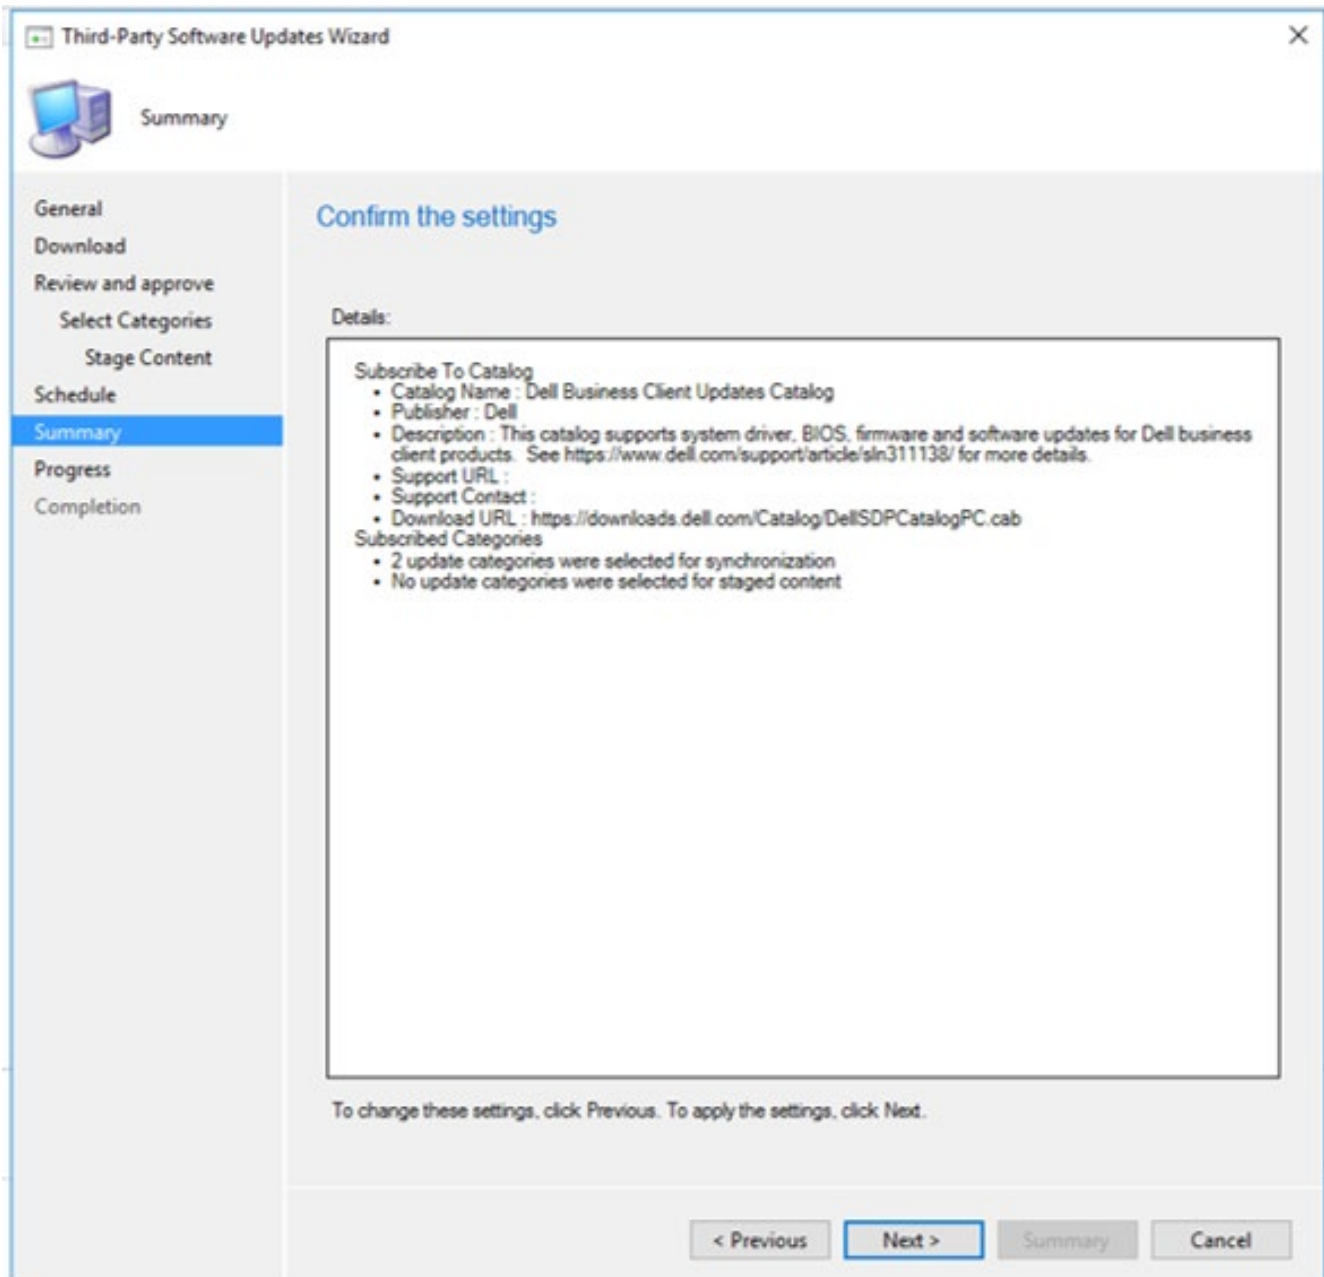 Third-Party Software Updates Wizard
Summary
General
Download
Review and approve
Select Categories
Stage Content
Schedule
Summary
Progress
Completion
Confirm the settings
Details:
Subscribe To Catalog
• Catalog Name : Dell Business Client Updates Catalog
• Publisher : Dell
• Description : This catalog supports system driver, BIOS, firmware and software updates for Dell business
client products.  See https://www.dell.com/support/article/sln311138/ for more details.
• Support URL :
• Support Contact :
• Download URL : https://downloads.dell.com/Catalog/DellSDPCatalogPC.cab
Subscribed Categories
• 2 update categories were selected for synchronization
• No update categories were selected for staged content
To change these settings, click Previous. To apply the settings, click Next.
< Previous
Next >
Summary
Cancel